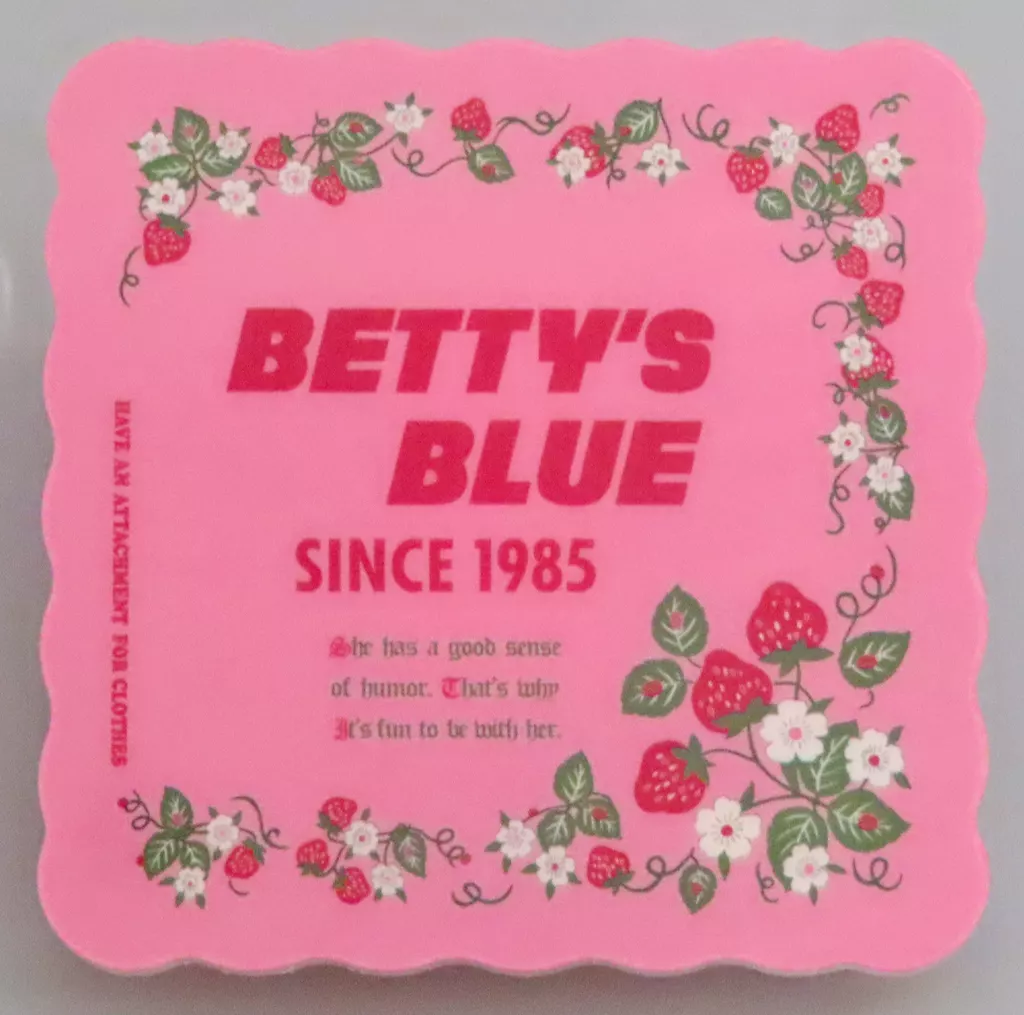 BETTY'S
BLUE
SINCE 1985
She has a good sense
of humor. That's why
It's fun to be with her.
HAVE AN ATTACHMENT FOR CLOTHES